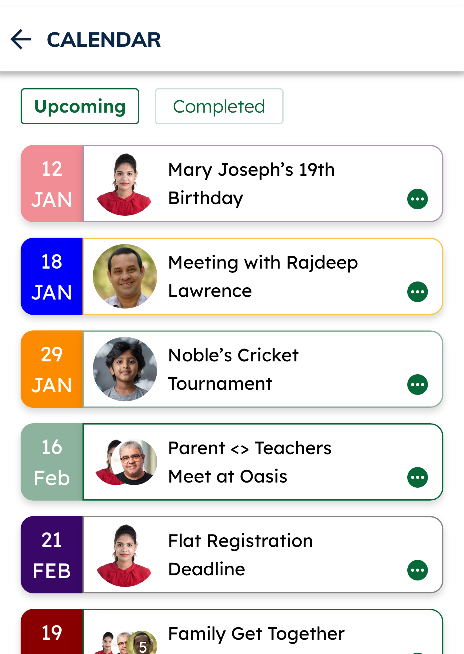 CALENDAR
Upcoming
Completed
12
JAN
Mary Joseph’s 19th
Birthday
18
JAN
Meeting with Rajdeep
Lawrence
29
JAN
Noble’s Cricket
Tournament
16
Feb
Parent <> Teachers
Meet at Oasis
21
FEB
Flat Registration
Deadline
19
5
Family Get Together